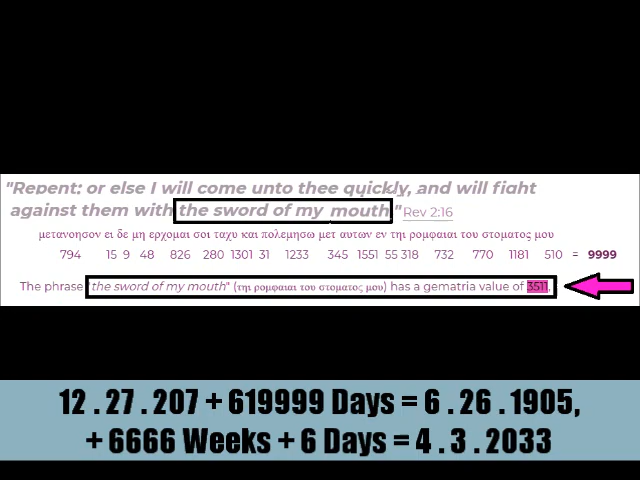 "Repent; or else I will come unto thee quickly, and will fight
against them with the sword of my mouth." Rev 2:16
μετανοησον ει δε μη ερχομαι σοι ταχυ και πολεμησω μετ αυτων εν τηι ρομφαιαι του στοματος μου
794 15 9 48 826 280 1301 31 1233 345 1551 55 318 732 770 1181 510 = 9999
The phrase "the sword of my mouth" (τηι ρομφαιαι του στοματος μου) has a gematria value of 3511,
12 . 27 . 207 + 619999 Days = 6 . 26 . 1905,
+ 6666 Weeks + 6 Days = 4 . 3 . 2033